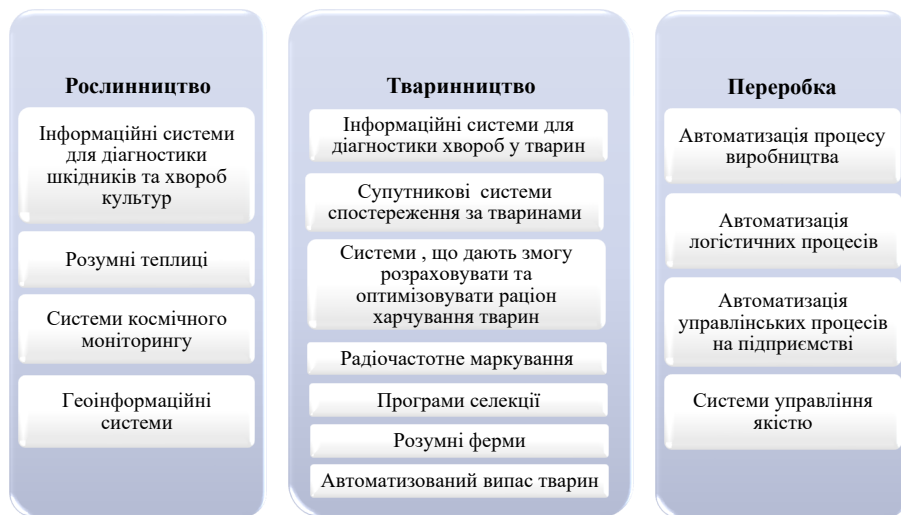 Рослинництво
Інформаційні системи
для діагностики
шкідників та хвороб
культур
Розумні теплиці
Системи космічного
моніторингу
Геоінформаційні
системи
Тваринництво
Інформаційні системи для
діагностики хвороб у тварин
Супутникові системи
спостереження за тваринами
Системи , що дають змогу
розраховувати та
оптимізовувати раціон
харчування тварин
Радіочастотне маркування
Програми селекції
Розумні ферми
Автоматизований випас тварин
Переробка
Автоматизація процесу
виробництва
Автоматизація
логістичних процесів
Автоматизація
управлінських процесів
на підприємстві
Системи управління
якістю